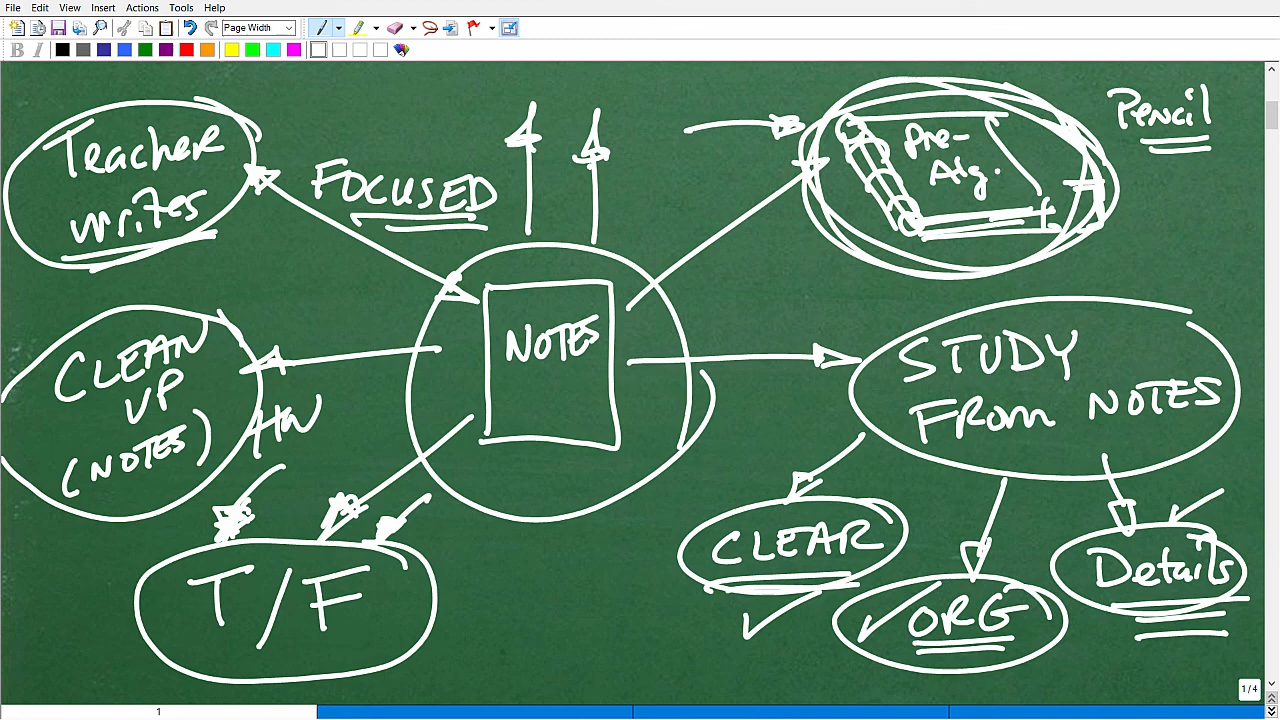 File Edit View Insert Actions Tools Help
Page Width
B I
Teacher
writes
FOCUSED
Pre-
Alg.
Pencil
NOTES
CLEAN
UP
(NOTES)
HW
STUDY
FROM NOTES
T/F
CLEAR
ORG
Details
1/4
1